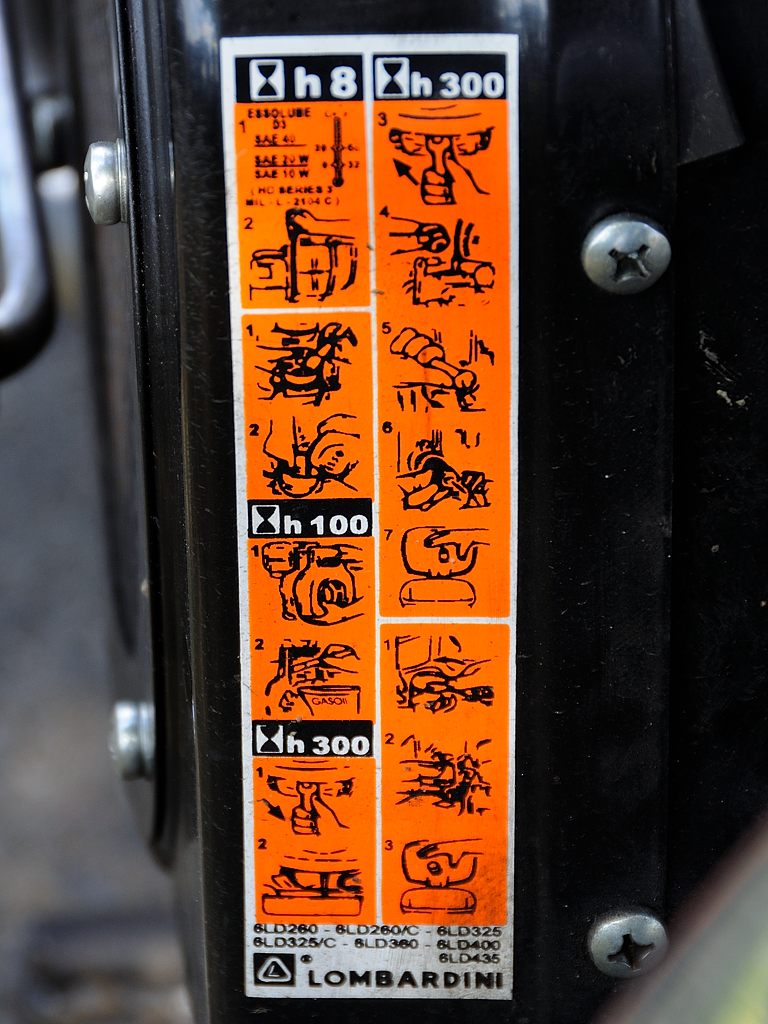 h 8
ESSOLUBE
D3
1
SAE 40
SAE 20 W
SAE 10 W
( HC SERIES 3
MIL - L - 2104 C )
2
1
2
h 100
1
2
GASOIL
h 300
1
2
h 300
3
4
5
6
7
1
2
3
6LD260 - 6LD260/C - 6LD325
6LD325/C - 6LD360 - 6LD400
6LD435
® LOMBARDINI